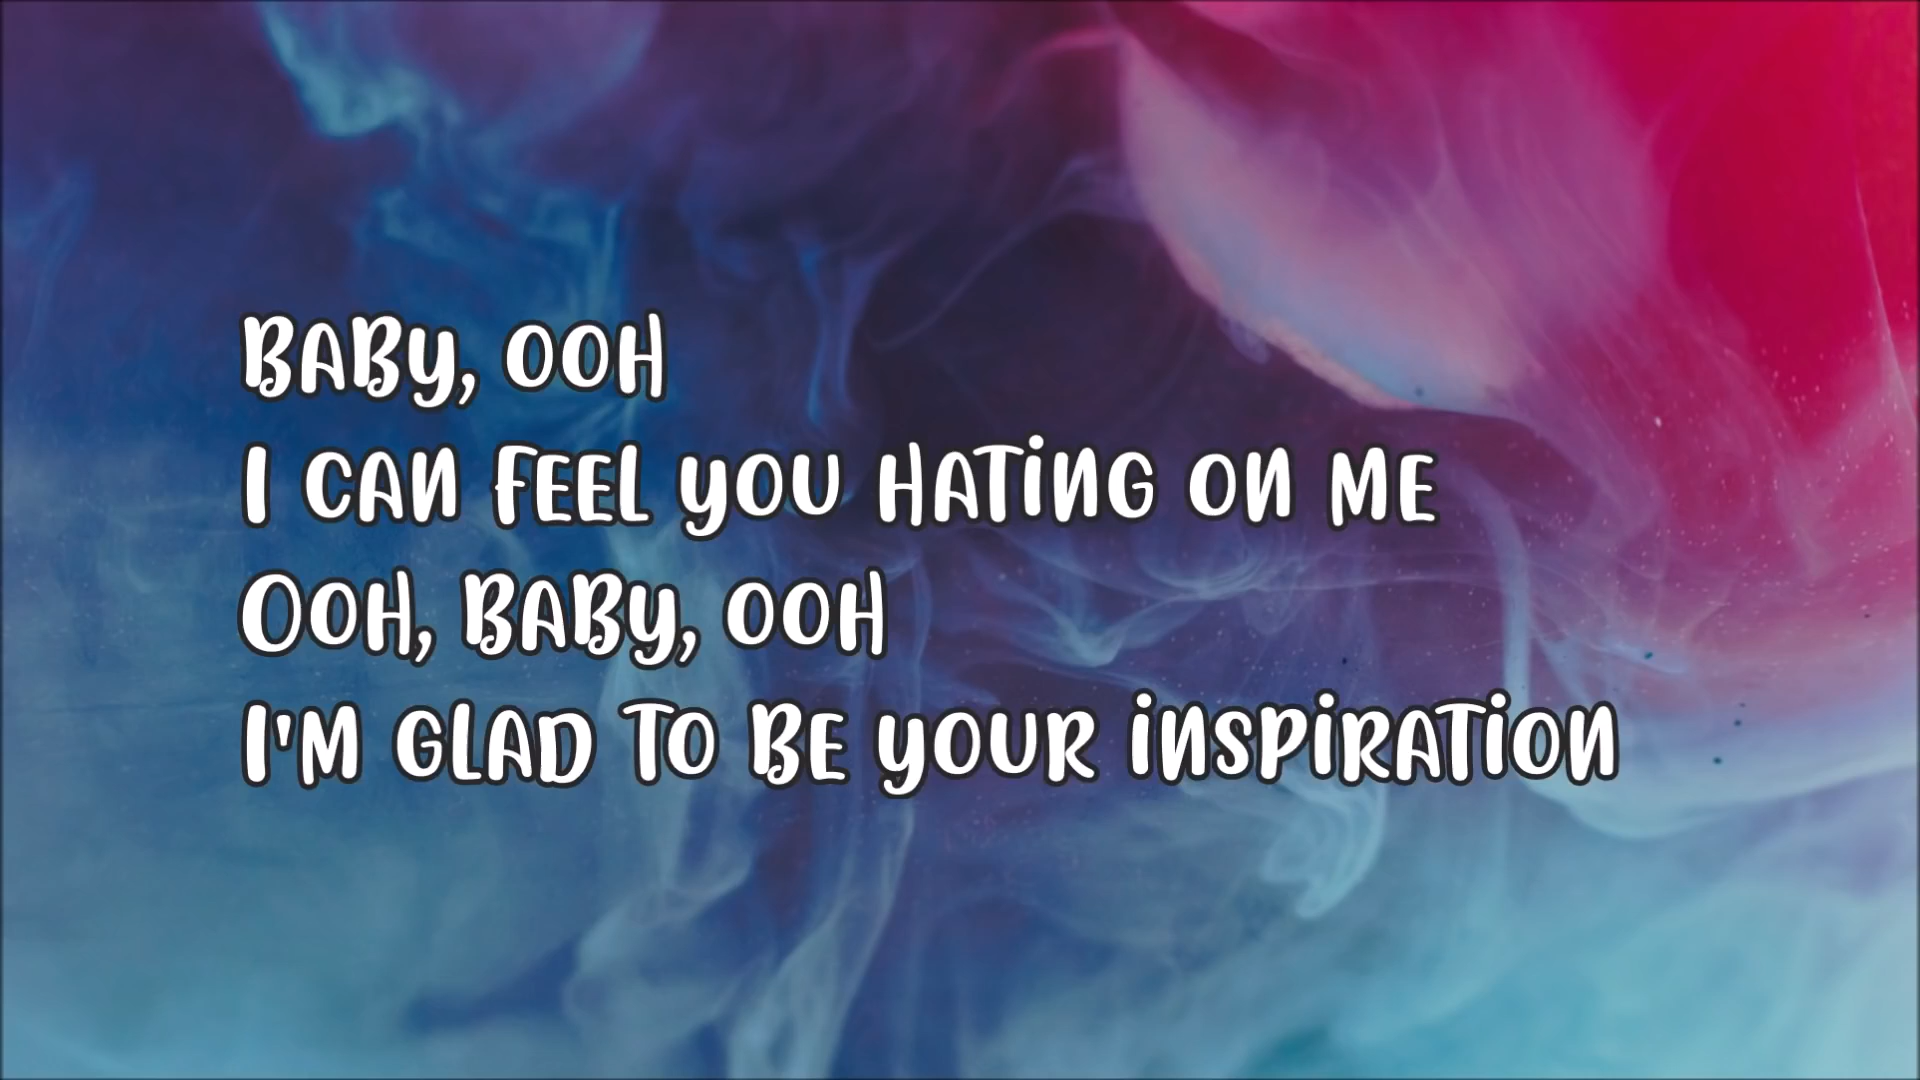 Baby, ooh
I can feel you hating on me
Ooh, baby, ooh
I'm glad to be your inspiration